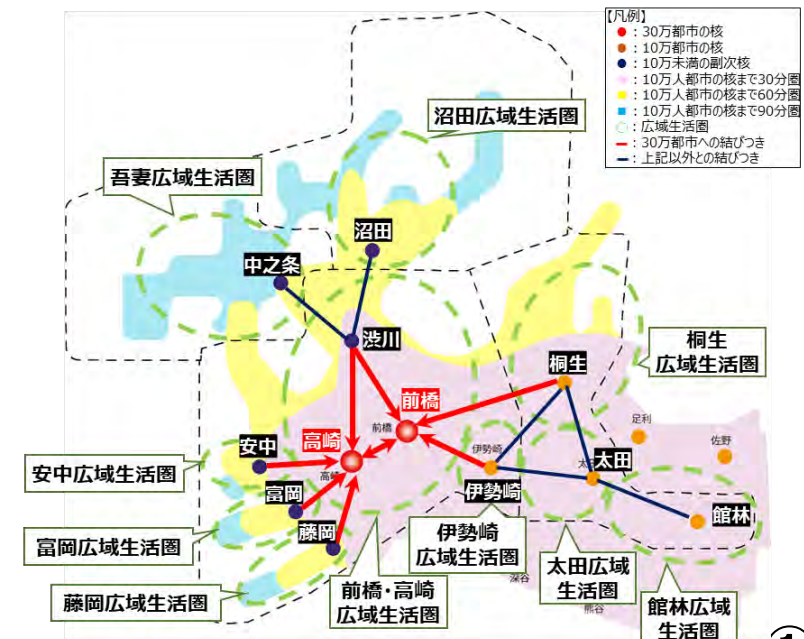 【凡例】
●：30万都市の核
●：10万都市の核
●：10万未満の副次核
：10万人都市の核まで30分圏
：10万人都市の核まで60分圏
■：10万人都市の核まで90分圏
：広域生活圏
ー：30万都市への結びつき
ー：上記以外との結びつき
沼田広域生活圏
吾妻広域生活圏
沼田
中之条
渋川
桐生
広域生活圏
桐生
前橋
前橋
足利
高崎
高崎
伊勢崎
佐野
安中
太田
安中広域生活圏
伊勢崎
富岡
館林
藤岡
富岡広域生活圏
伊勢崎
広域生活圏
太田広域
生活圏
深谷
熊谷
藤岡広域生活圏
前橋・高崎
広域生活圏
館林広域
生活圏